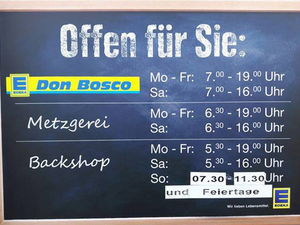 Offen für Sie:
E EDEKA Don Bosco Mo - Fr: 7.00 - 19.00 Uhr
Sa: 7.00 - 16.00 Uhr
Metzgerei Mo - Fr: 6.30 - 19.00 Uhr
Sa: 6.30 - 16.00 Uhr
Backshop Mo - Fr: 5.30 - 19.00 Uhr
Sa: 5.30 - 16.00 Uhr
So: 07.30 - 11.30 Uhr
und Feiertage
E EDEKA
Wir lieben Lebensmittel.